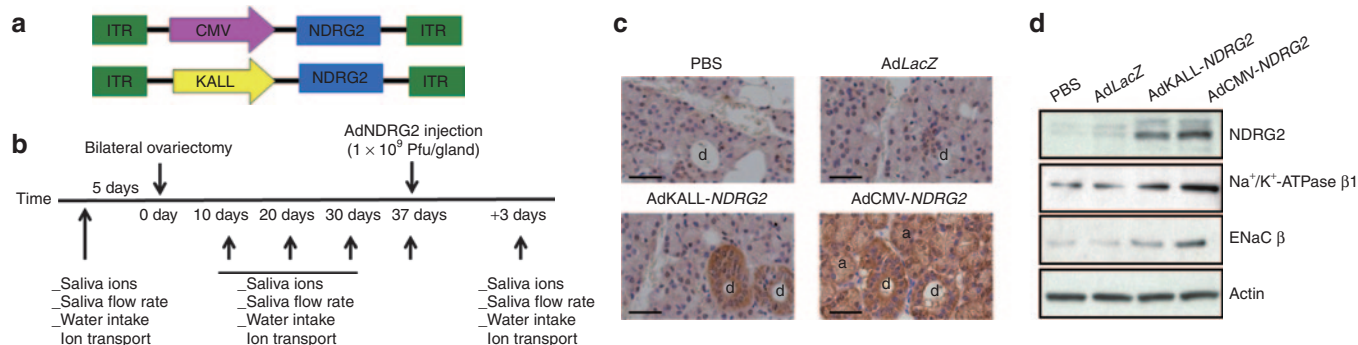 a
ITR CMV NDRG2 ITR
ITR KALL NDRG2 ITR
b
AdNDRG2 injection
(1 × 10⁹ Pfu/gland)
Bilateral ovariectomy
Time
5 days
0 day 10 days 20 days 30 days 37 days +3 days
_Saliva ions
_Saliva flow rate
_Water intake
Ion transport
_Saliva ions
_Saliva flow rate
_Water intake
Ion transport
_Saliva ions
_Saliva flow rate
_Water intake
Ion transport
c
PBS
AdLacZ
d
d
AdKALL-NDRG2
AdCMV-NDRG2
d
d
a
a
d
d
d
PBS
AdLacZ
AdKALL-NDRG2
AdCMV-NDRG2
NDRG2
Na⁺/K⁺-ATPase β1
ENaC β
Actin